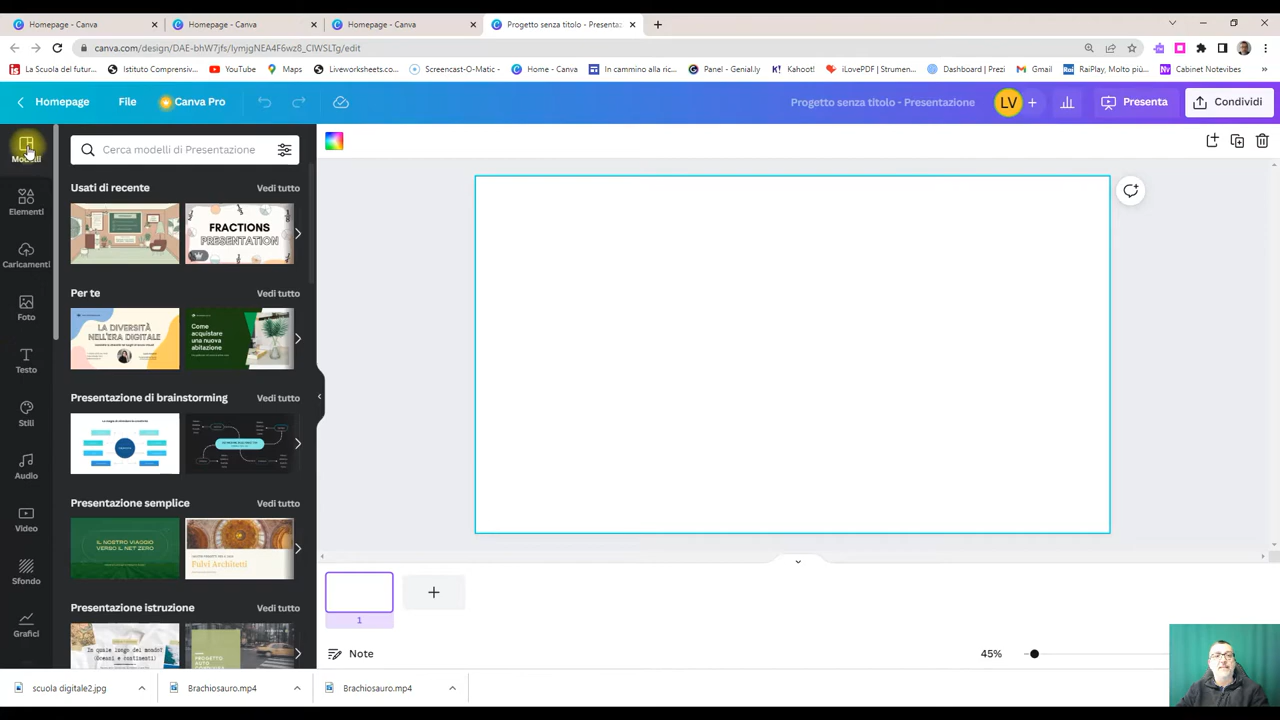 Homepage - Canva
Homepage - Canva
Homepage - Canva
Progetto senza titolo - Presenta
canva.com/design/DAE-bhW7jfs/lymjgNEA4F6wz8_CIWSLTg/edit
La Scuola del futur...
Istituto Comprensiv...
YouTube
Maps
Liveworksheets.co...
Screencast-O-Matic -
Home - Canva
In cammino alla ric...
Panel - Genial.ly
Kahoot!
iLovePDF | Strumen...
Dashboard | Prezi
Gmail
RaiPlay, Molto più...
Cabinet Notevibes
Homepage
File
Canva Pro
Progetto senza titolo - Presentazione
LV
Presenta
Condividi
Modelli
Elementi
Caricamenti
Foto
Testo
Stili
Audio
Video
Sfondo
Grafici
Cerca modelli di Presentazione
Usati di recente
Vedi tutto
FRACTIONS
PRESENTATION
Per te
Vedi tutto
LA DIVERSITÀ
NELL'ERA DIGITALE
Come
acquistare
una nuova
abitazione
Presentazione di brainstorming
Vedi tutto
Presentazione semplice
Vedi tutto
IL NOSTRO VIAGGIO
VERSO IL NET ZERO
Fulvi Architetti
Presentazione istruzione
Vedi tutto
In quale luogo del mondo?
(oceani e continenti)
PROGETTO
AUTO
1
Note
45%
scuola digitale2.jpg
Brachiosauro.mp4
Brachiosauro.mp4